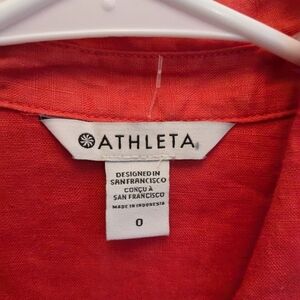 ATHLETA
DESIGNED IN
SAN FRANCISCO
CONÇU À
SAN FRANCISCO
MADE IN INDONESIA
0